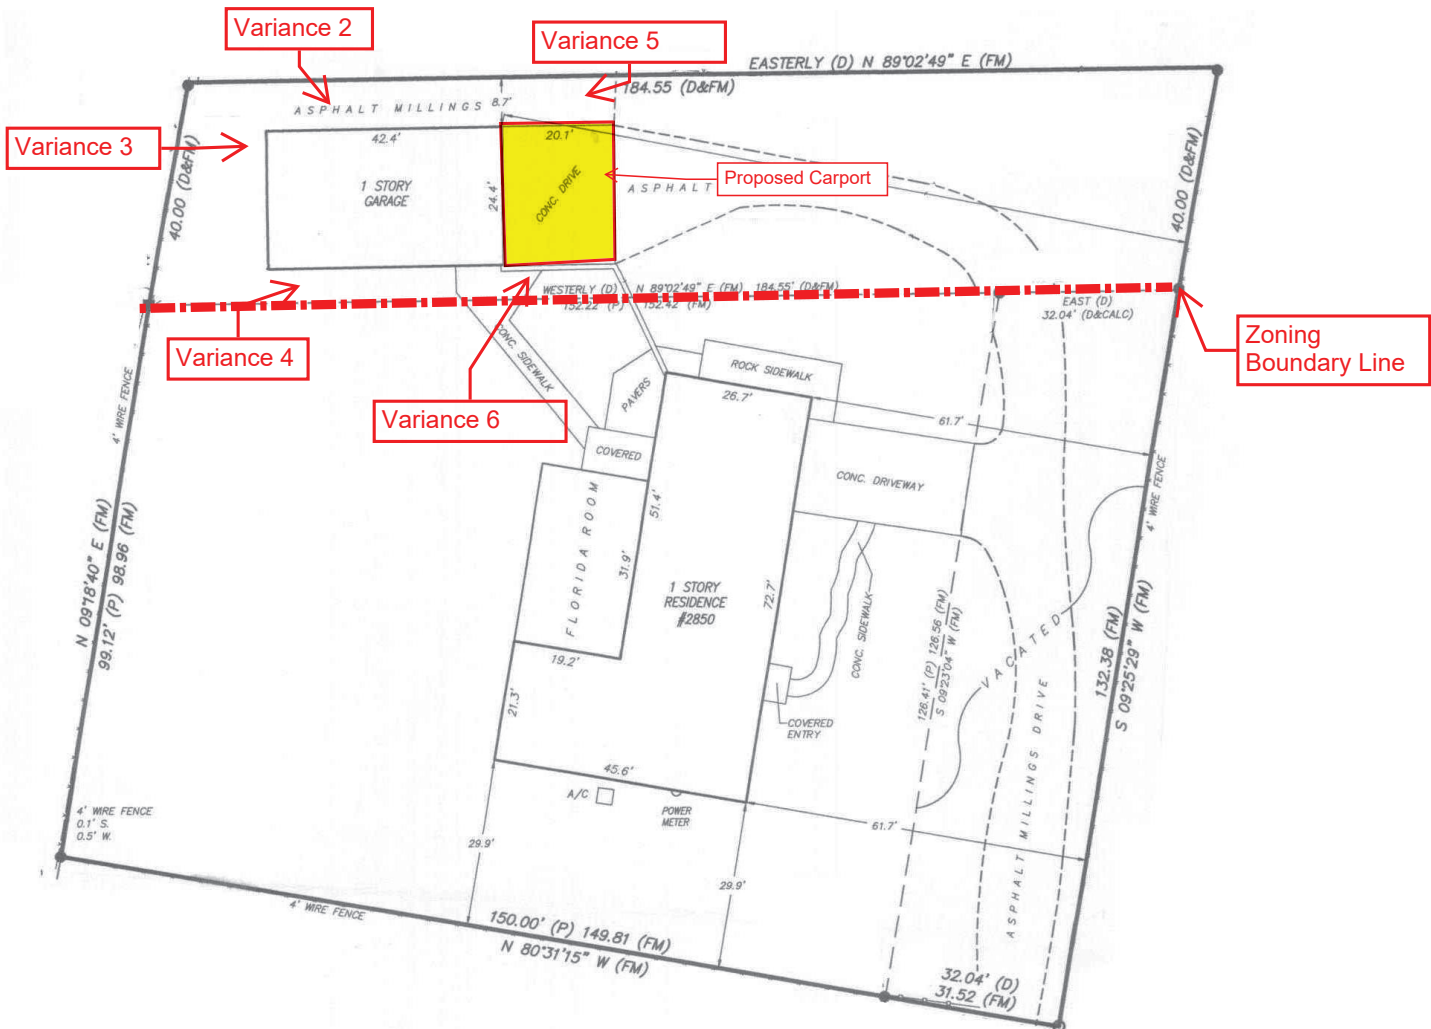 Variance 2
Variance 5
EASTERLY (D) N 89°02'49" E (FM)
184.55 (D&FM)
ASPHALT MILLINGS 8.7'
Variance 3
42.4'
20.1'
40.00 (D&FM)
40.00 (D&FM)
1 STORY
GARAGE
24.4'
CONC. DRIVE
Proposed Carport
ASPHALT
WESTERLY (D) N 89°02'49" E (FM) 184.55' (D&FM)
152.22 (P) 152.42 (FM)
EAST (D)
32.04' (D&CALC)
Zoning
Boundary Line
Variance 4
CONC. SIDEWALK
ROCK SIDEWALK
PAVERS
26.7'
Variance 6
61.7'
4' WIRE FENCE
4' WIRE FENCE
COVERED
CONC. DRIVEWAY
FLORIDA ROOM
51.4'
31.9'
1 STORY
RESIDENCE
#2850
72.7'
CONC. SIDEWALK
N 09°18'40" E (FM)
99.12' (P) 98.96 (FM)
126.41' (P) 126.56 (FM)
S 09°23'04" W (FM)
VACATED
132.38 (FM)
S 09°25'29" W (FM)
19.2'
21.3'
COVERED
ENTRY
ASPHALT MILLINGS DRIVE
45.6'
A/C
POWER
METER
4' WIRE FENCE
0.1' S.
0.5' W.
61.7'
29.9'
29.9'
4' WIRE FENCE
150.00' (P) 149.81 (FM)
N 80°31'15" W (FM)
32.04' (D)
31.52 (FM)